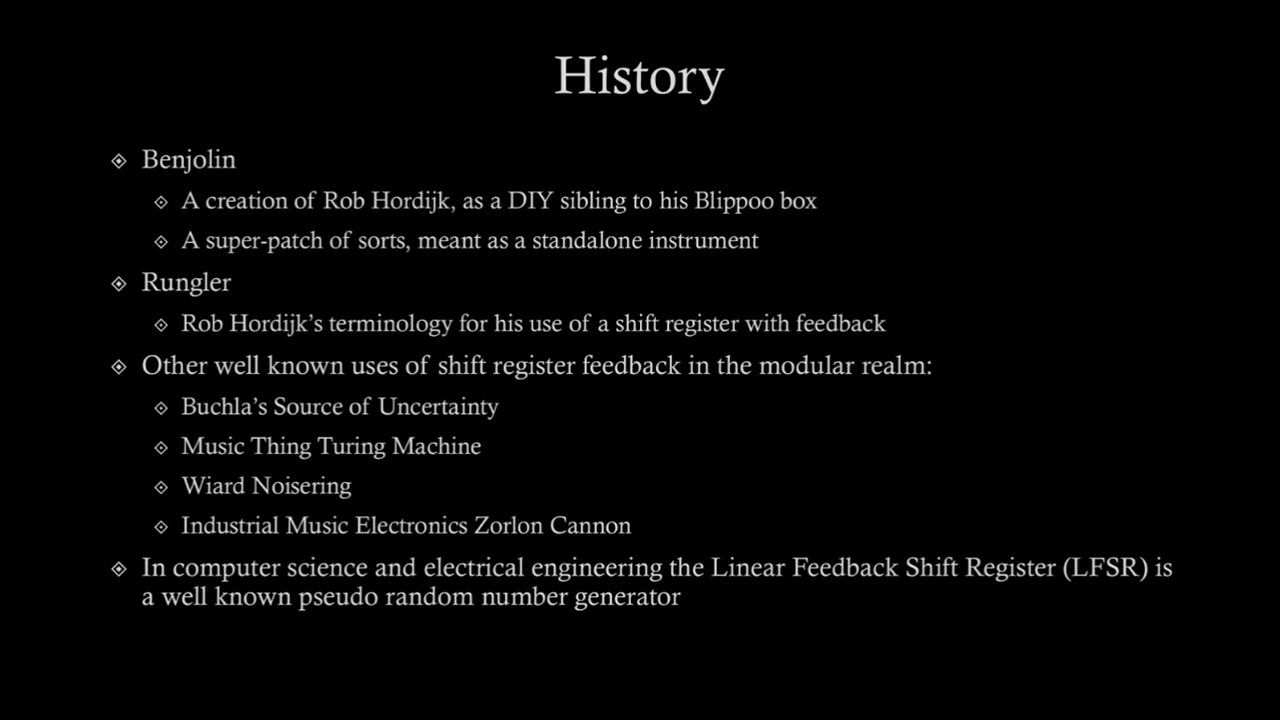 History
Benjolin
A creation of Rob Hordijk, as a DIY sibling to his Blippoo box
A super-patch of sorts, meant as a standalone instrument
Rungler
Rob Hordijk’s terminology for his use of a shift register with feedback
Other well known uses of shift register feedback in the modular realm:
Buchla’s Source of Uncertainty
Music Thing Turing Machine
Wiard Noisering
Industrial Music Electronics Zorlon Cannon
In computer science and electrical engineering the Linear Feedback Shift Register (LFSR) is
a well known pseudo random number generator